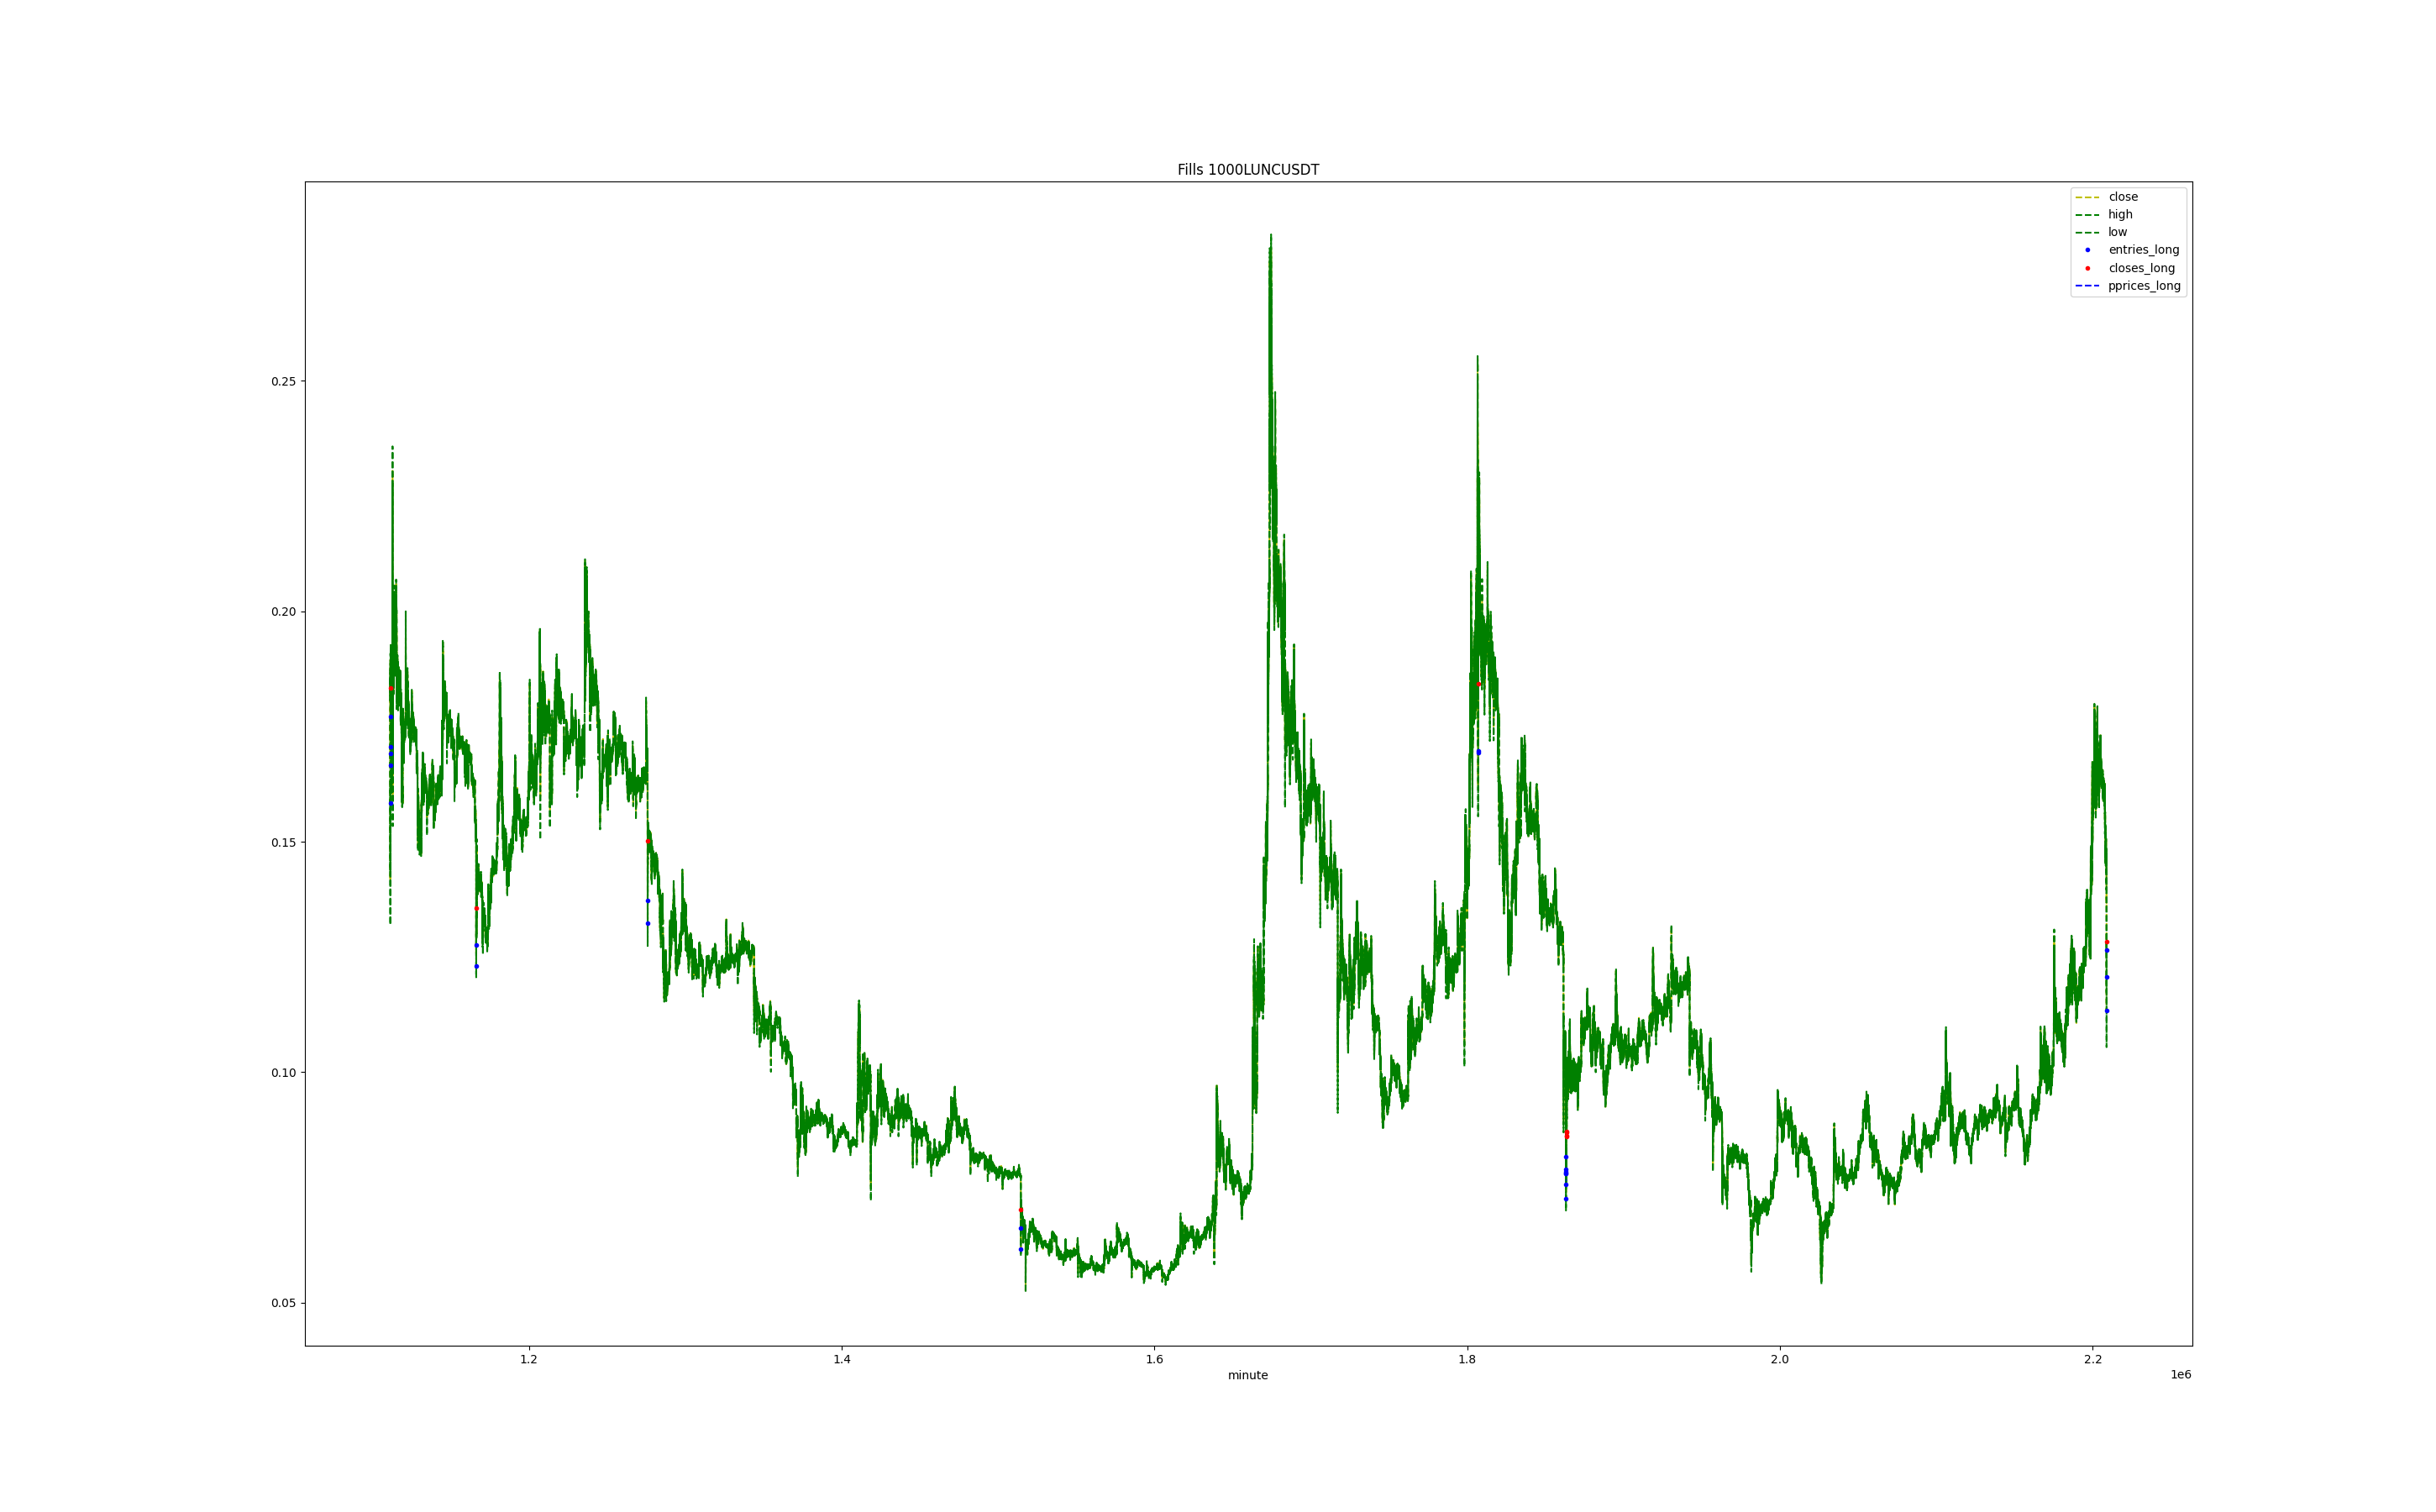 Fills 1000LUNCUSDT
close
high
low
entries_long
closes_long
pprices_long
0.25
0.20
0.15
0.10
0.05
1.2 1.4 1.6 1.8 2.0 2.2
minute
1e6